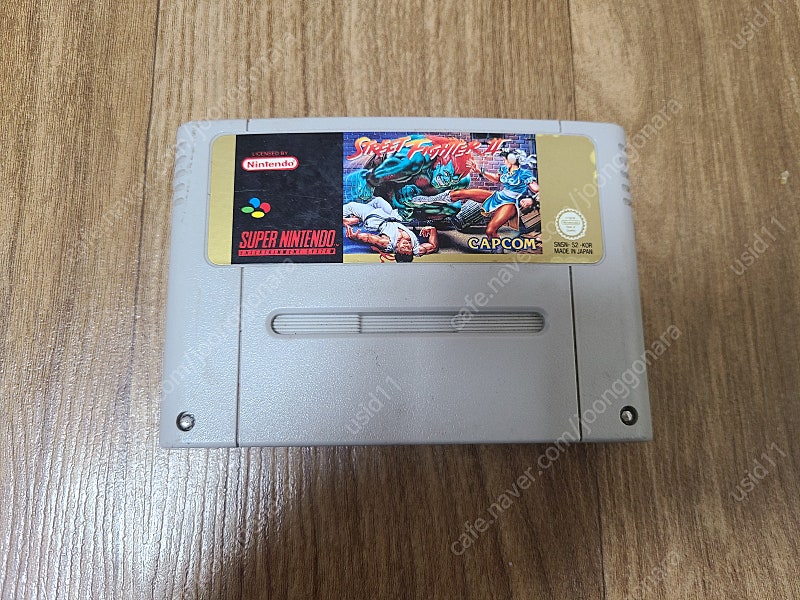 LICENSED BY
Nintendo
SUPER NINTENDO
ENTERTAINMENT SYSTEM
STREET FIGHTER II
CAPCOM
SNSN- S2 -KOR
MADE IN JAPAN
usid11
cafe.naver.com/joonggonara